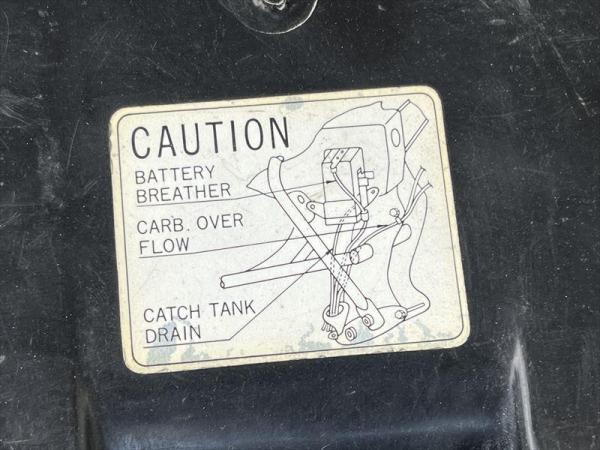 CAUTION
BATTERY
BREATHER
CARB. OVER
FLOW
CATCH TANK
DRAIN